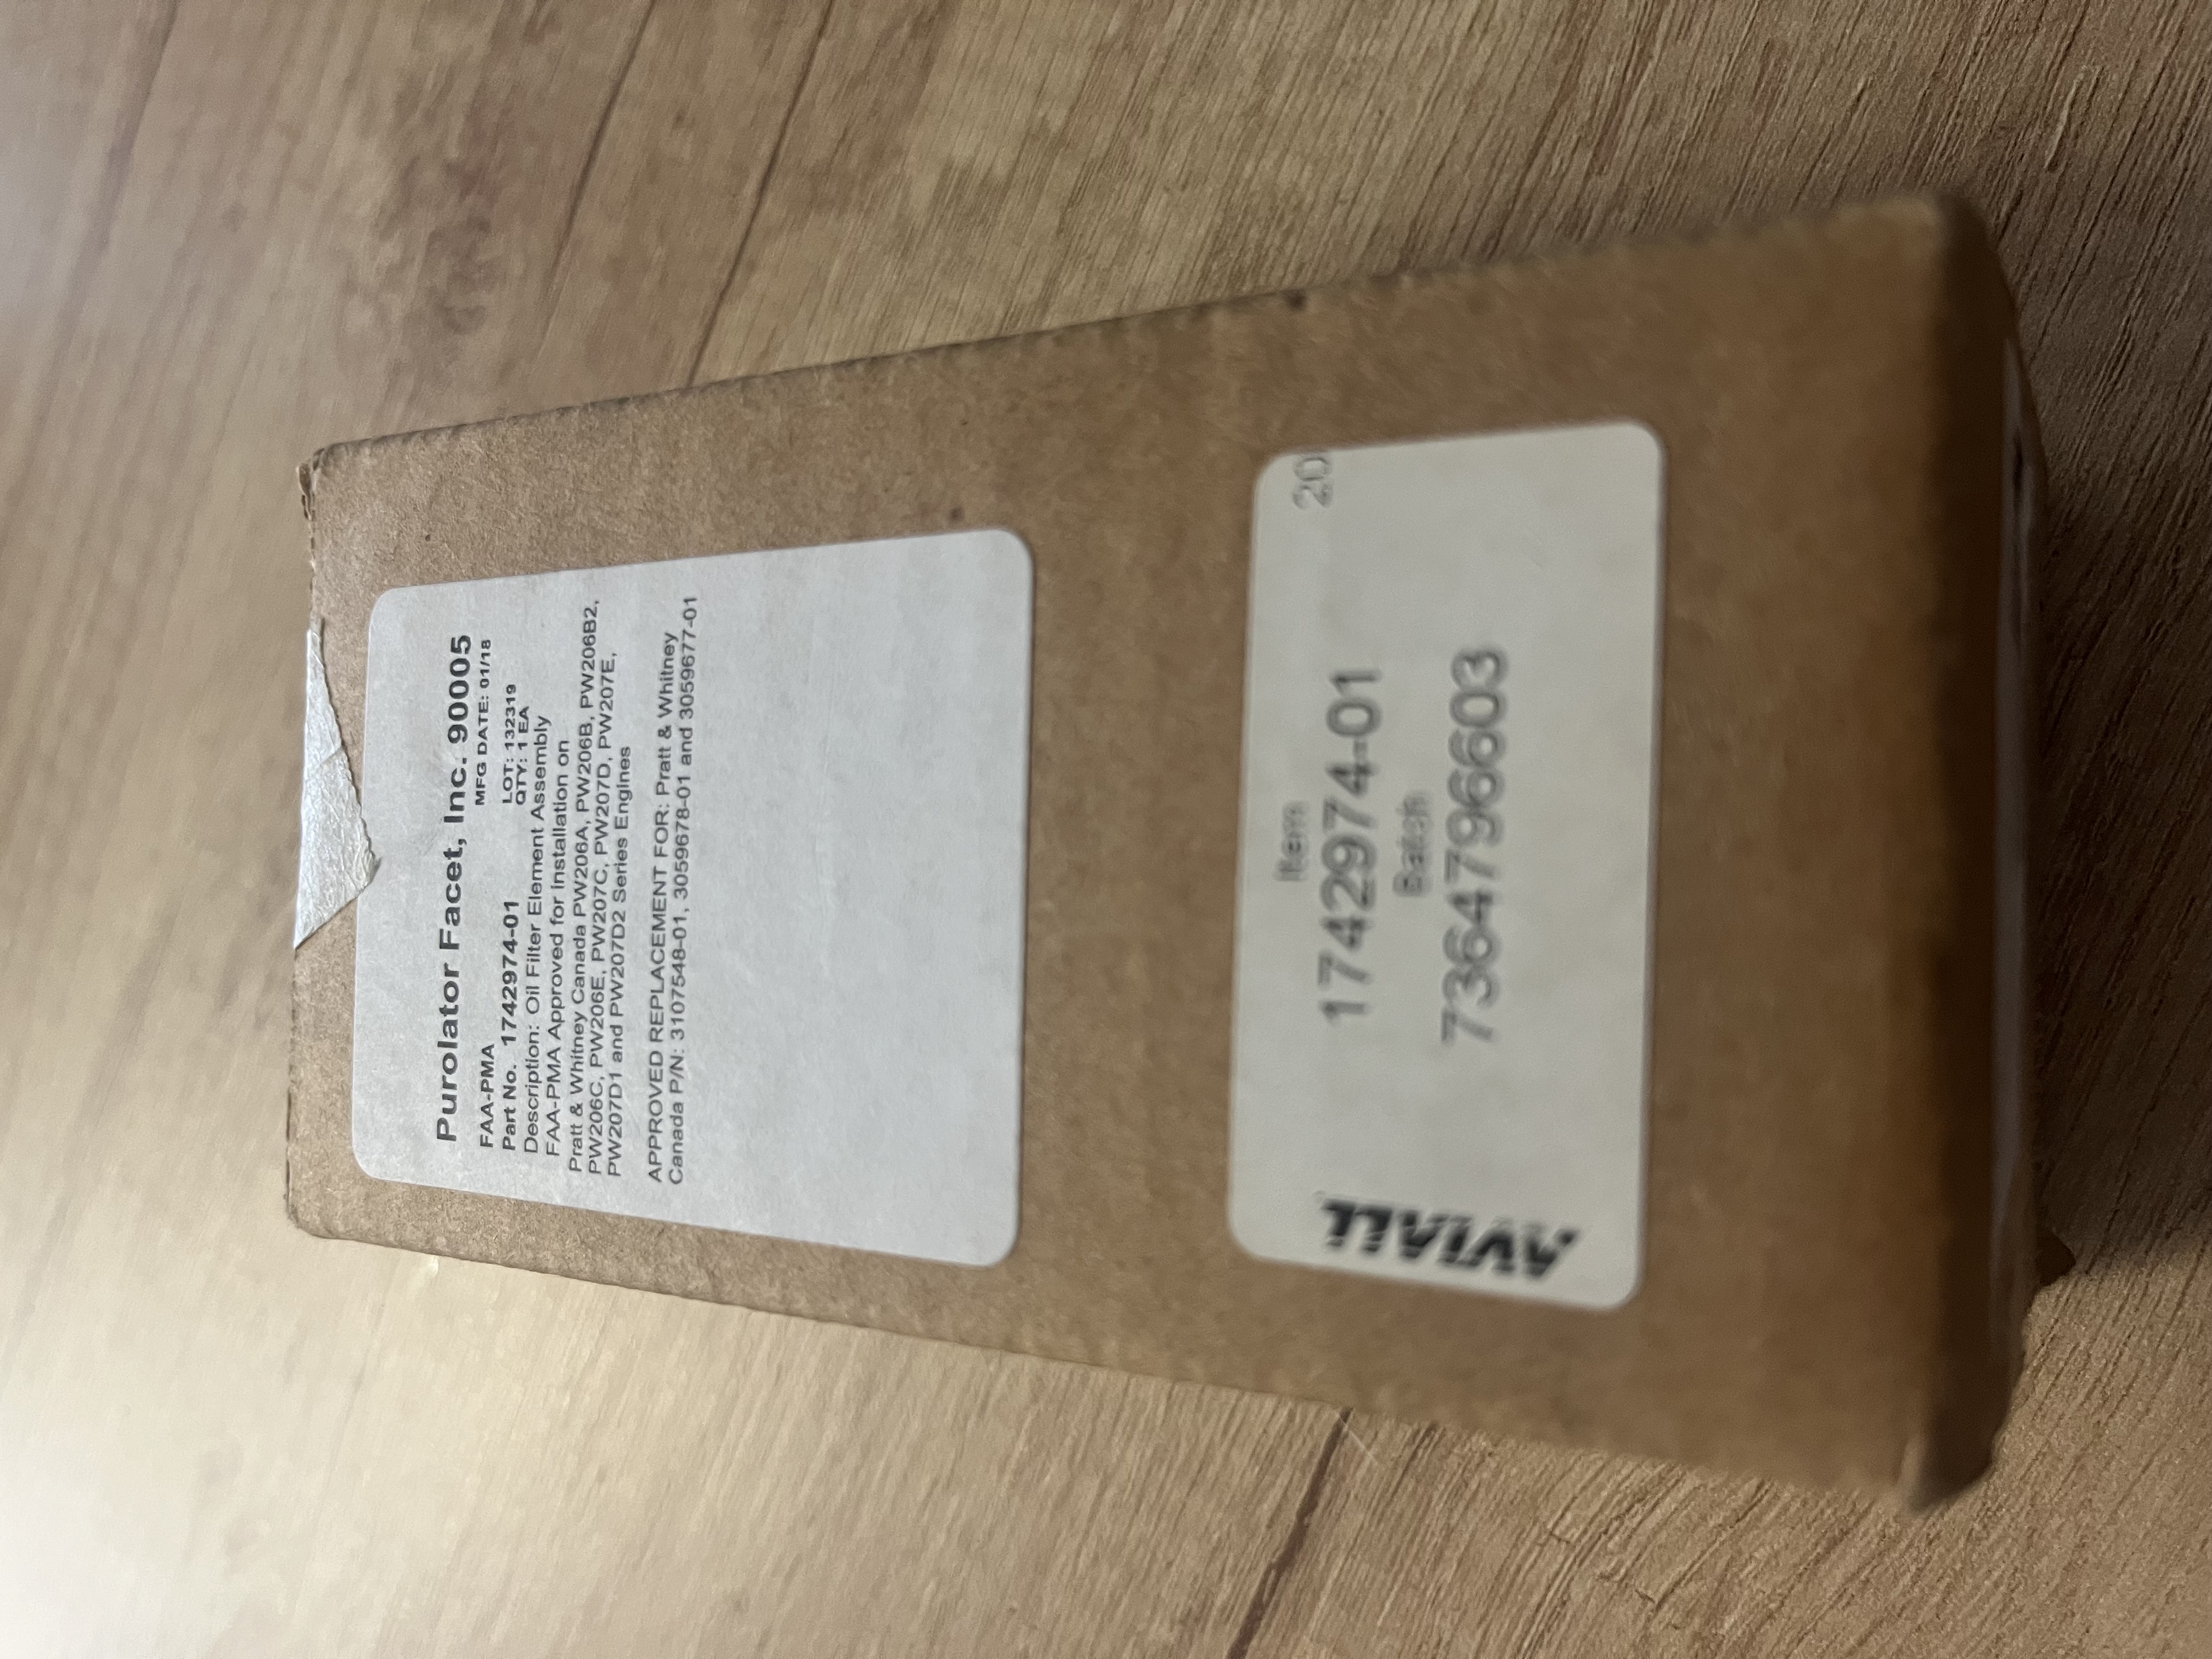 Purolator Facet, Inc. 90005
FAA-PMA MFG DATE: 01/18
Part No. 1742974-01 LOT: 132319
QTY: 1 EA
Description: Oil Filter Element Assembly
FAA-PMA Approved for Installation on
Pratt & Whitney Canada PW206A, PW206B, PW206B2,
PW206C, PW206E, PW207C, PW207D, PW207E,
PW207D1 and PW207D2 Series Engines
APPROVED REPLACEMENT FOR: Pratt & Whitney
Canada P/N: 3107548-01, 3059678-01 and 3059677-01
AVIALL
20
Item
1742974-01
Batch
7364796603